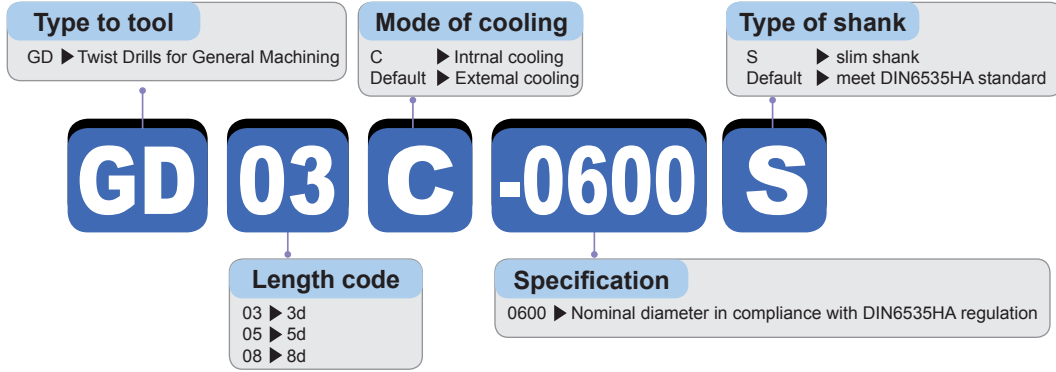 Type to tool
GD ▶ Twist Drills for General Machining
Mode of cooling
C ▶ Intrnal cooling
Default ▶ Extemal cooling
Type of shank
S ▶ slim shank
Default ▶ meet DIN6535HA standard
GD 03 C -0600 S
Length code
03 ▶ 3d
05 ▶ 5d
08 ▶ 8d
Specification
0600 ▶ Nominal diameter in compliance with DIN6535HA regulation